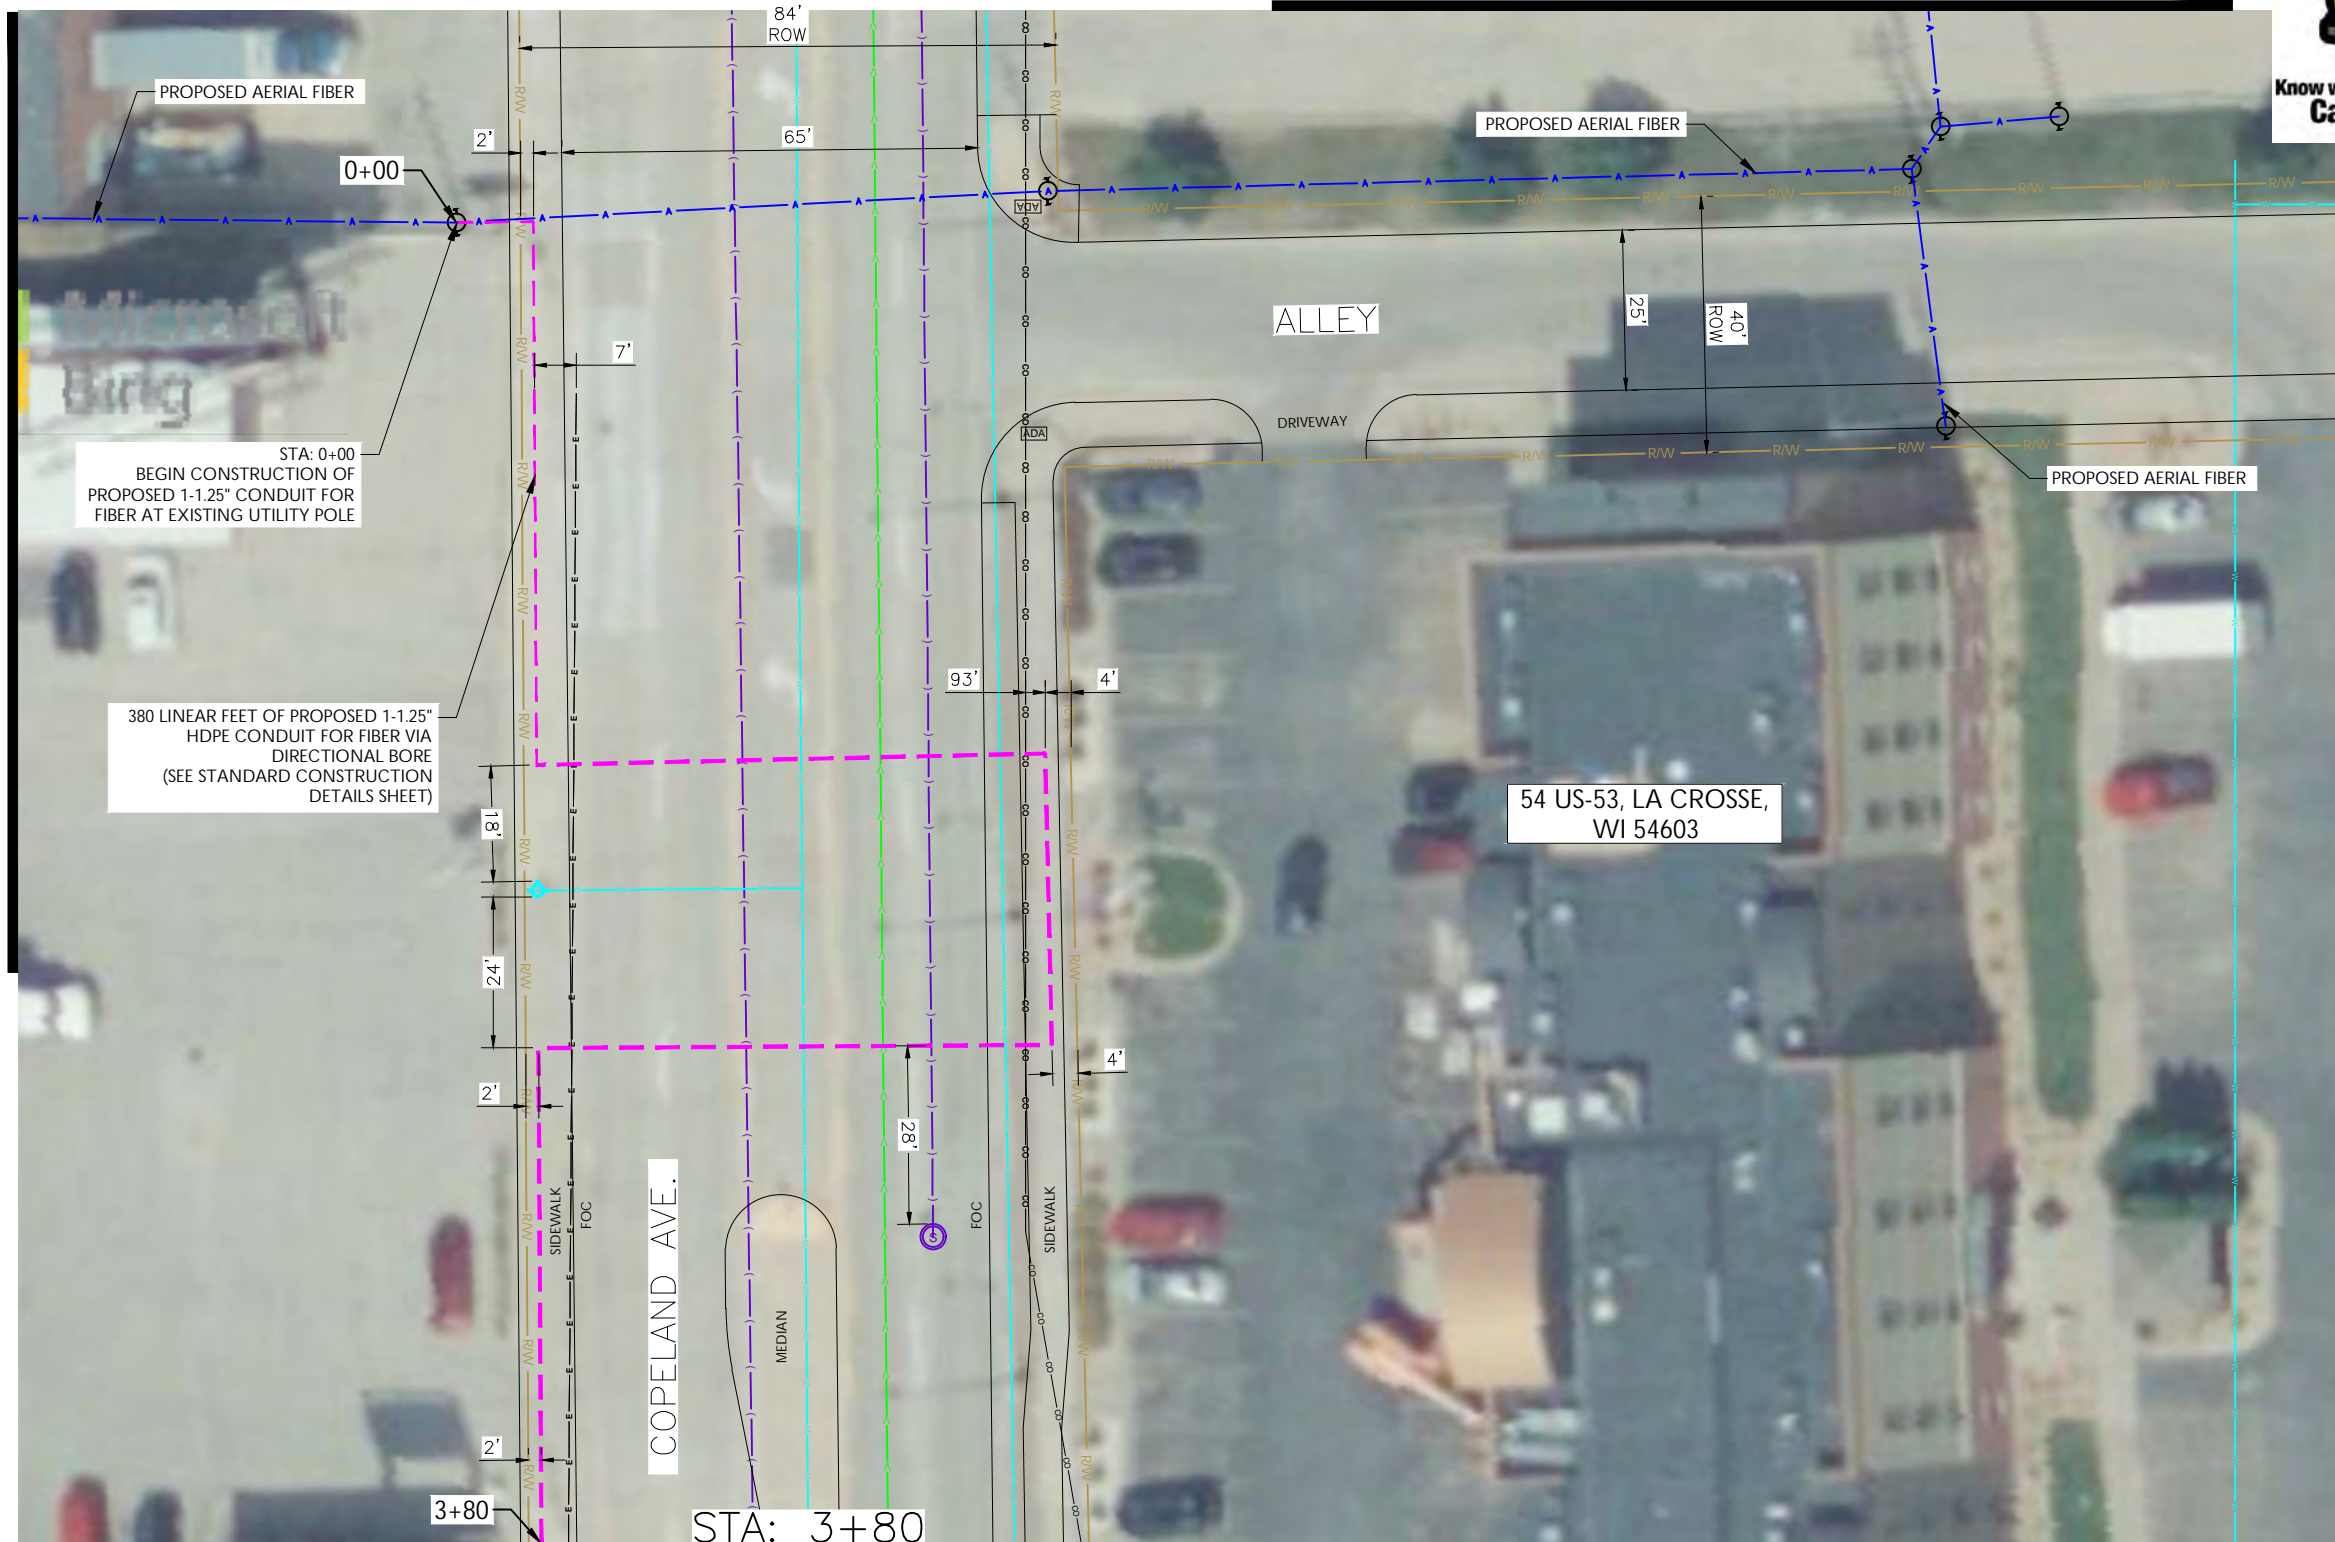 84'
ROW
PROPOSED AERIAL FIBER
2'
65'
PROPOSED AERIAL FIBER
0+00
R/W
ADA
ALLEY
25'
40'
ROW
7'
Microsoft
Bing
DRIVEWAY
ADA
STA: 0+00
BEGIN CONSTRUCTION OF
PROPOSED 1-1.25" CONDUIT FOR
FIBER AT EXISTING UTILITY POLE
PROPOSED AERIAL FIBER
93'
4'
380 LINEAR FEET OF PROPOSED 1-1.25"
HDPE CONDUIT FOR FIBER VIA
DIRECTIONAL BORE
(SEE STANDARD CONSTRUCTION
DETAILS SHEET)
18'
54 US-53, LA CROSSE,
WI 54603
24'
2'
4'
28'
SIDEWALK
FOC
COPELAND AVE.
MEDIAN
S
FOC
SIDEWALK
2'
3+80
STA: 3+80